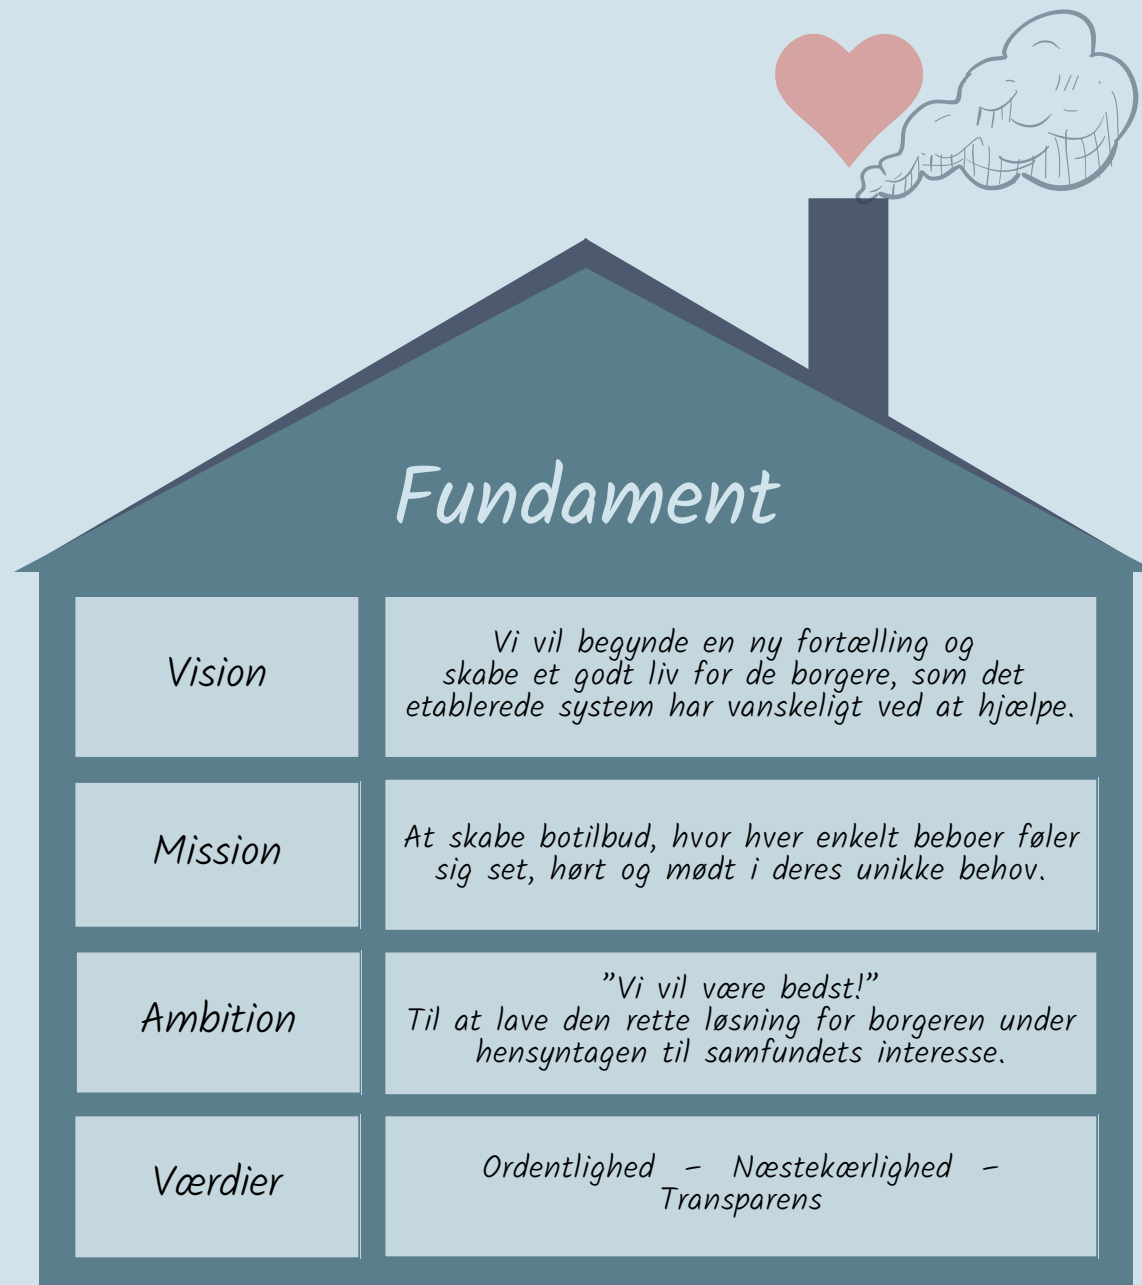 Fundament
Vision
Vi vil begynde en ny fortælling og
skabe et godt liv for de borgere, som det
etablerede system har vanskeligt ved at hjælpe.
Mission
At skabe botilbud, hvor hver enkelt beboer føler
sig set, hørt og mødt i deres unikke behov.
Ambition
”Vi vil være bedst!”
Til at lave den rette løsning for borgeren under
hensyntagen til samfundets interesse.
Værdier
Ordentlighed – Næstekærlighed –
Transparens